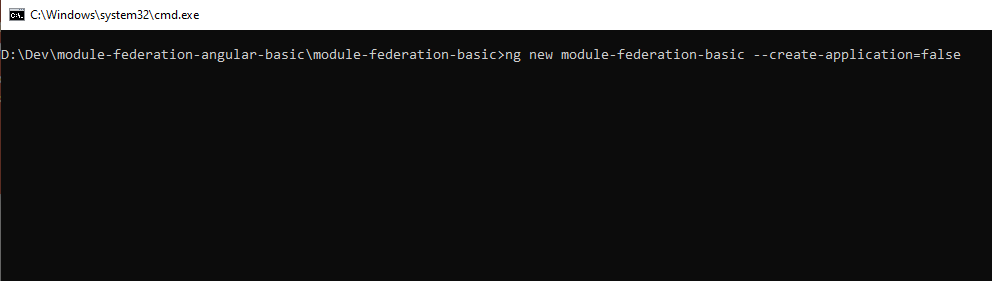 C:\Windows\system32\cmd.exe
D:\Dev\module-federation-angular-basic\module-federation-basic>ng new module-federation-basic --create-application=false